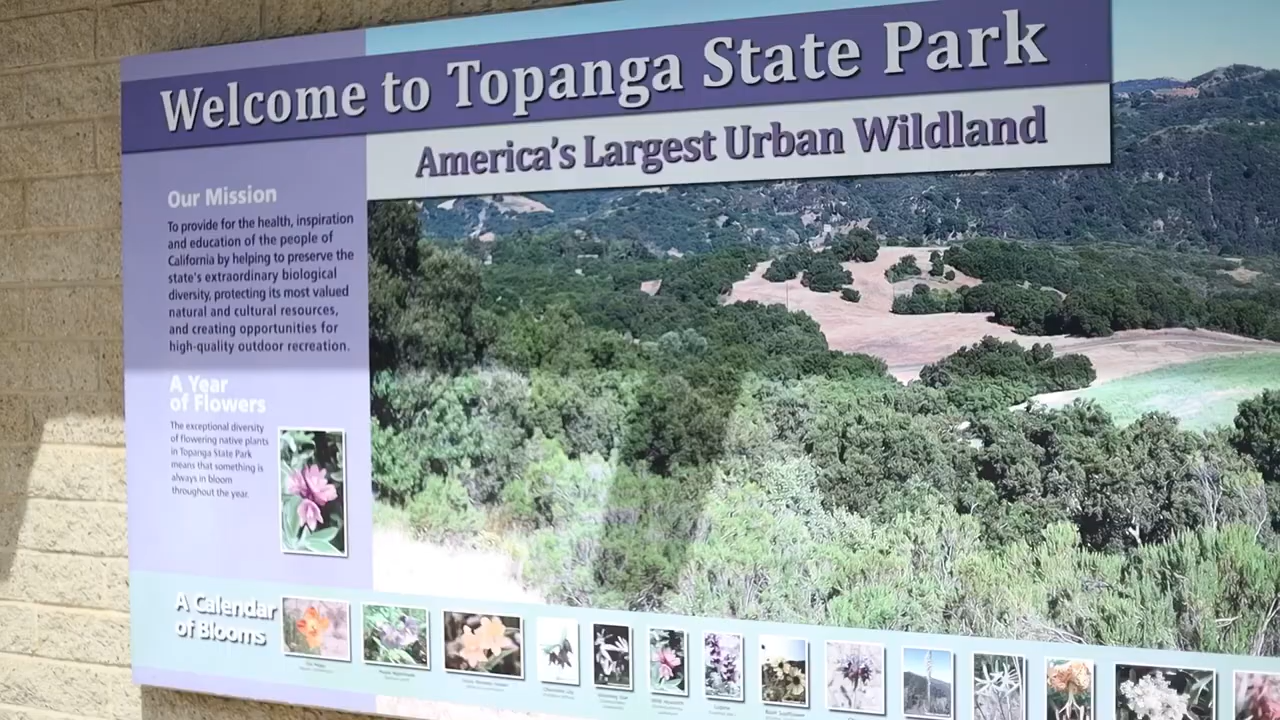 Welcome to Topanga State Park
America's Largest Urban Wildland
Our Mission
To provide for the health, inspiration
and education of the people of
California by helping to preserve the
state's extraordinary biological
diversity, protecting its most valued
natural and cultural resources,
and creating opportunities for
high-quality outdoor recreation.
A Year
of Flowers
The exceptional diversity
of flowering native plants
in Topanga State Park
means that something is
always in bloom
throughout the year.
A Calendar
of Blooms